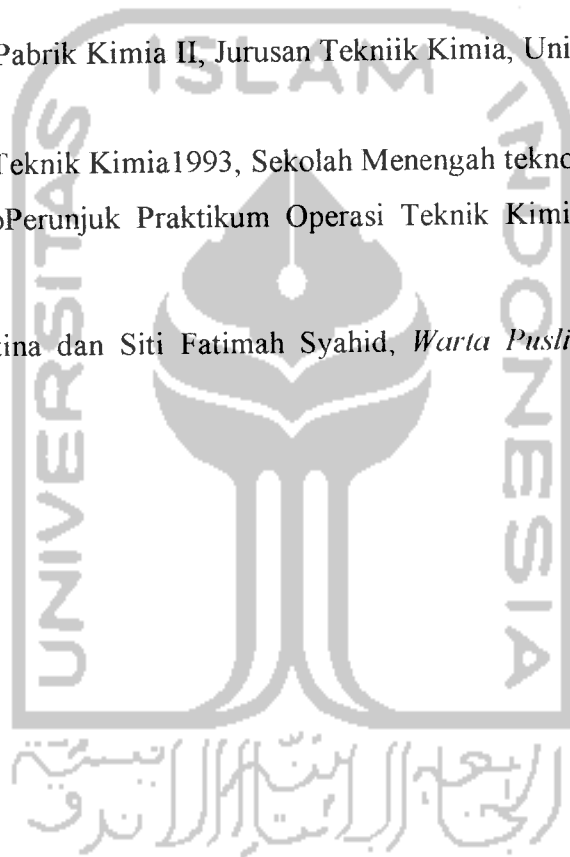 Pabrik Kimia II, Jurusan Tekniik Kimia, Uni
Teknik Kimia1993, Sekolah Menengah tekno
Perunjuk Praktikum Operasi Teknik Kimi
tina dan Siti Fatimah Syahid, Warta Pusli
ISLAM
UNIVERSITAS
INDONESIA